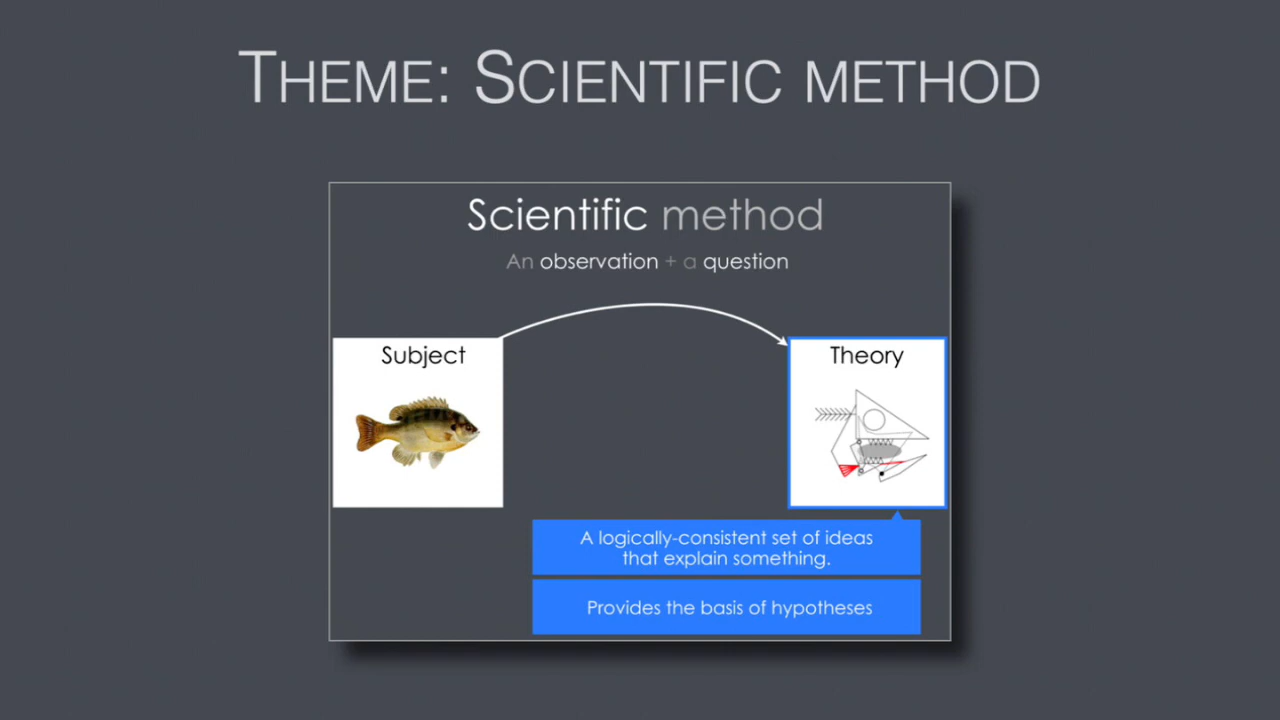 THEME: SCIENTIFIC METHOD
Scientific method
An observation + a question
Subject
Theory
A logically-consistent set of ideas
that explain something.
Provides the basis of hypotheses